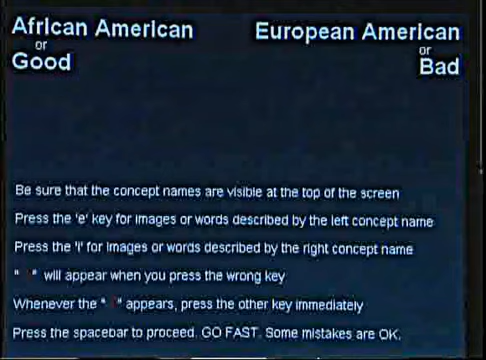 African American
or
Good
European American
or
Bad
Be sure that the concept names are visible at the top of the screen
Press the 'e' key for images or words described by the left concept name
Press the 'i' for images or words described by the right concept name
" " will appear when you press the wrong key
Whenever the " " appears, press the other key immediately
Press the spacebar to proceed. GO FAST. Some mistakes are OK.